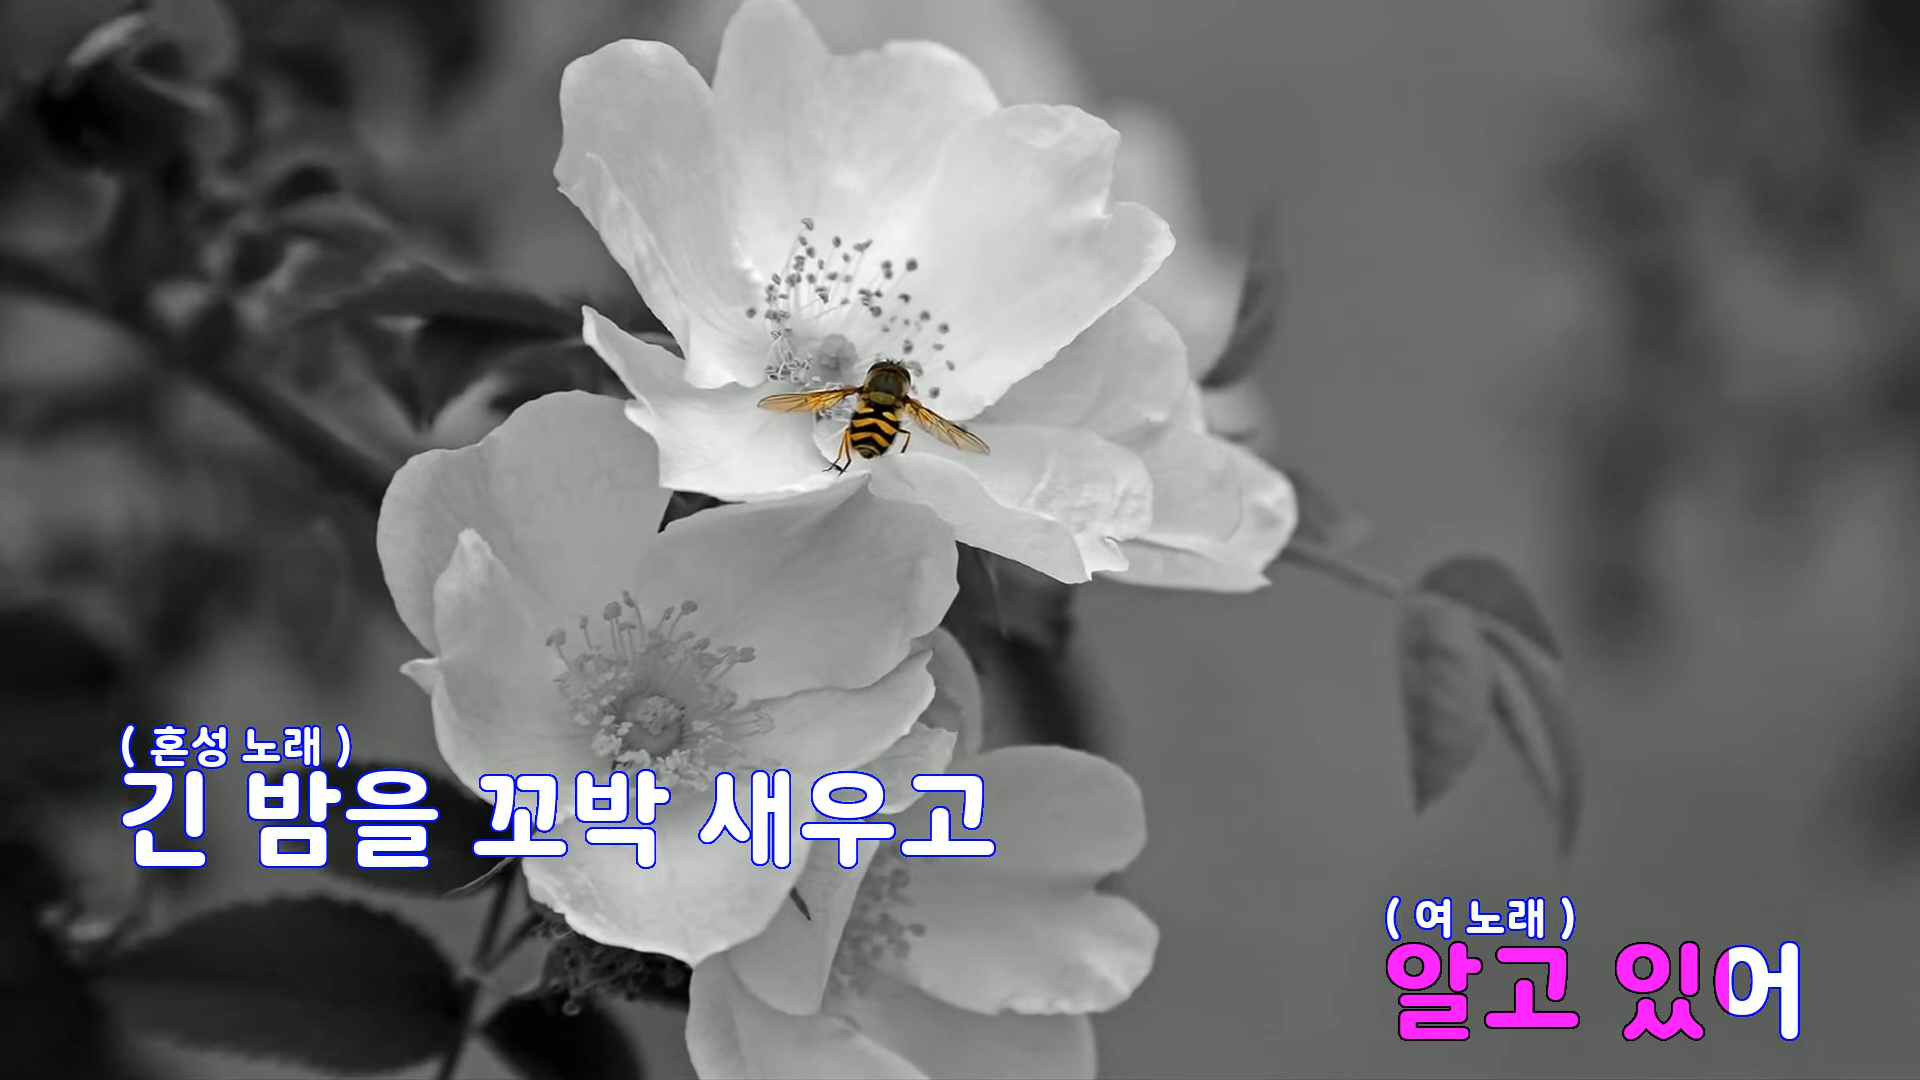 ( 혼성 노래 )
긴 밤을 꼬박 새우고
( 여 노래 )
알고 있어